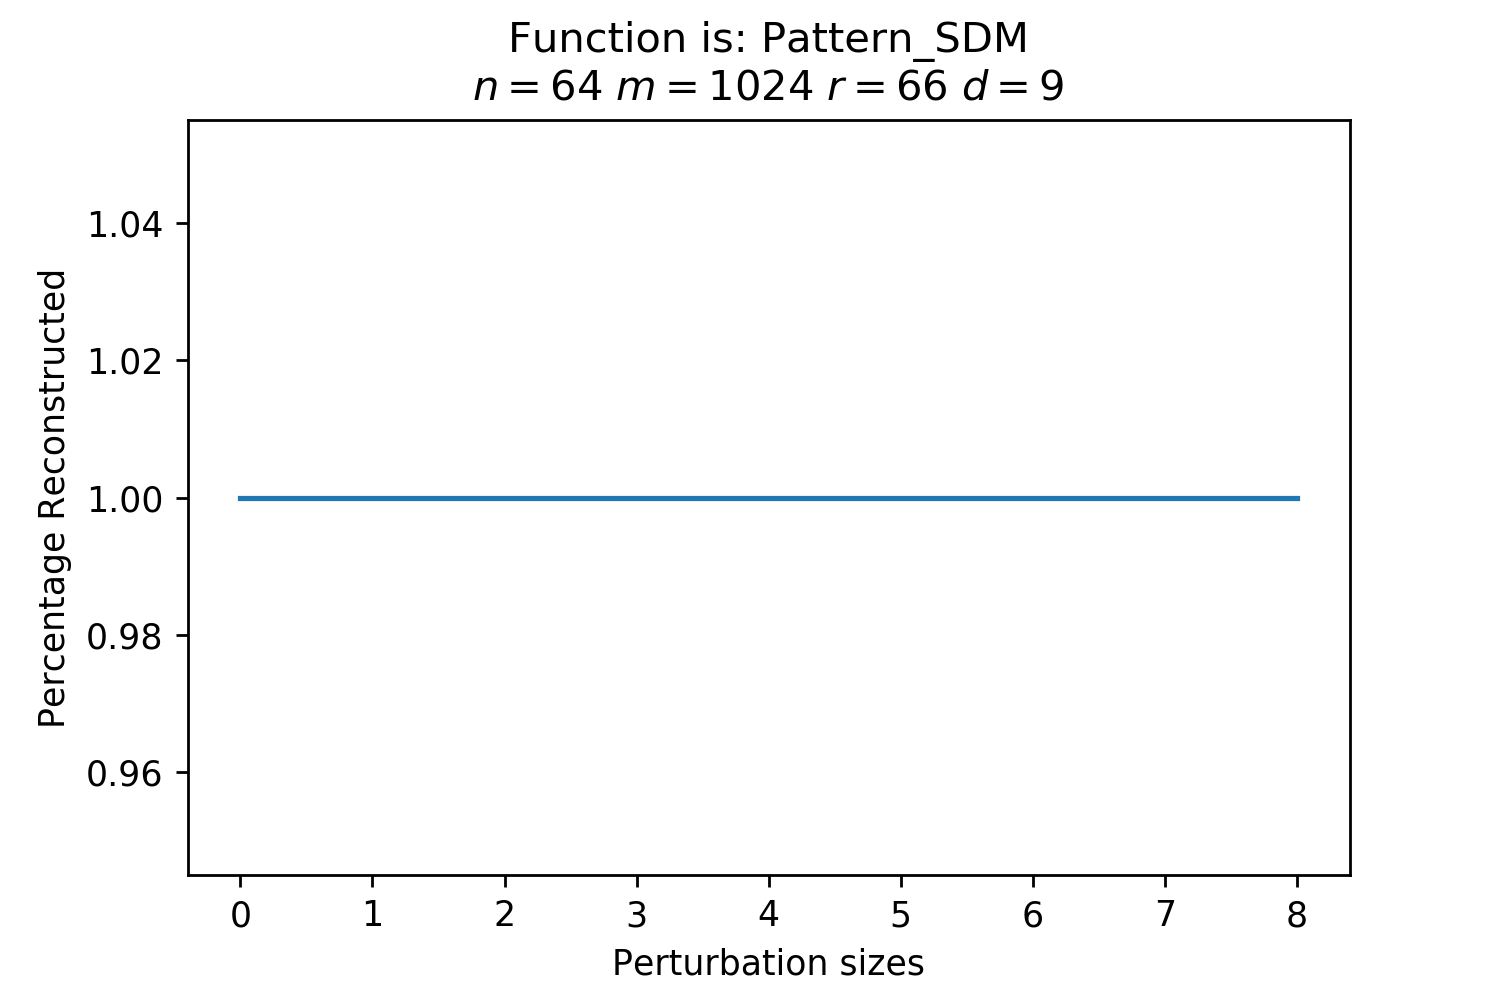 Function is: Pattern_SDM
n = 64 m = 1024 r = 66 d = 9
1.04
1.02
1.00
0.98
0.96
Percentage Reconstructed
0 1 2 3 4 5 6 7 8
Perturbation sizes